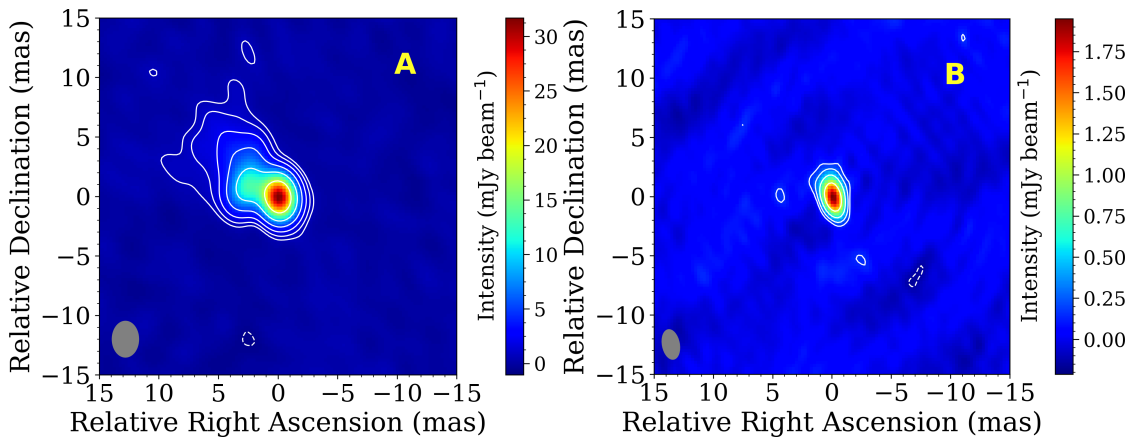 A
B
Relative Declination (mas)
15
10
5
0
−5
−10
−15
15 10 5 0 -5 -10 -15
Relative Right Ascension (mas)
30
25
20
15
10
5
0
Intensity (mJy beam−1)
Relative Declination (mas)
15
10
5
0
−5
−10
−15
15 10 5 0 -5 -10 -15
Relative Right Ascension (mas)
1.75
1.50
1.25
1.00
0.75
0.50
0.25
0.00
Intensity (mJy beam−1)